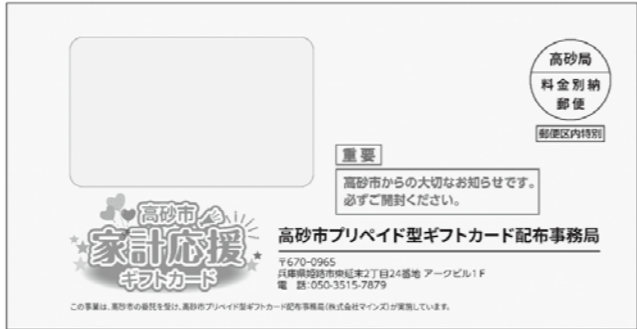 高砂局
料金別納
郵便
郵便区内特別
重要
高砂市からの大切なお知らせです。
必ずご開封ください。
高砂市
家計応援
ギフトカード
高砂市プリペイド型ギフトカード配布事務局
〒670-0965
兵庫県姫路市東延末2丁目24番地 アークビル1F
電 話:050-3515-7879
この事業は、高砂市の委託を受け、高砂市プリペイド型ギフトカード配布事務局(株式会社マインズ)が実施しています。